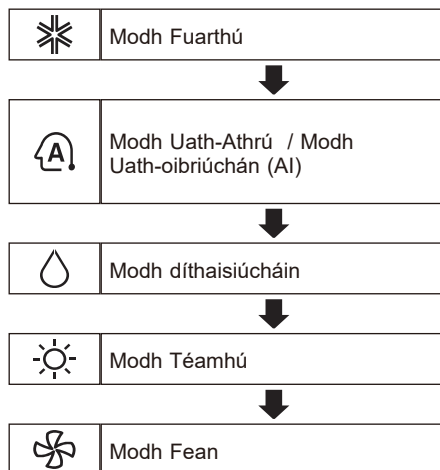 Modh Fuarthú
A
Modh Uath-Athrú / Modh
Uath-oibriúchán (AI)
Modh díthaisiúcháin
Modh Téamhú
Modh Fean